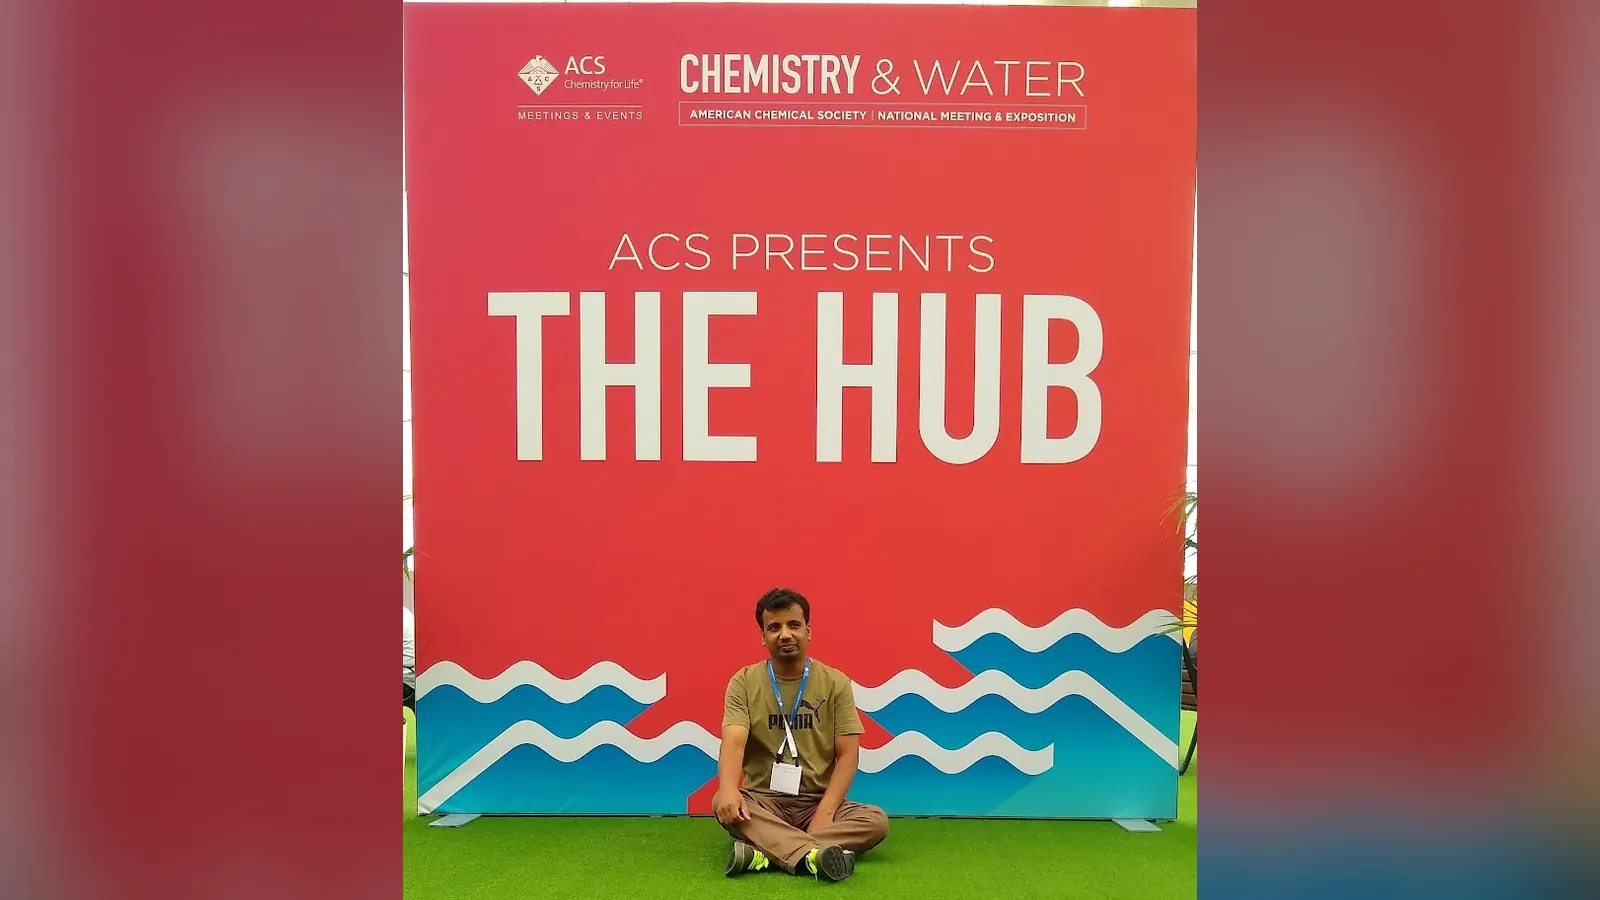 ACS
Chemistry for Life®
A C S
MEETINGS & EVENTS
CHEMISTRY & WATER
AMERICAN CHEMICAL SOCIETY | NATIONAL MEETING & EXPOSITION
ACS PRESENTS
THE HUB
PUMA